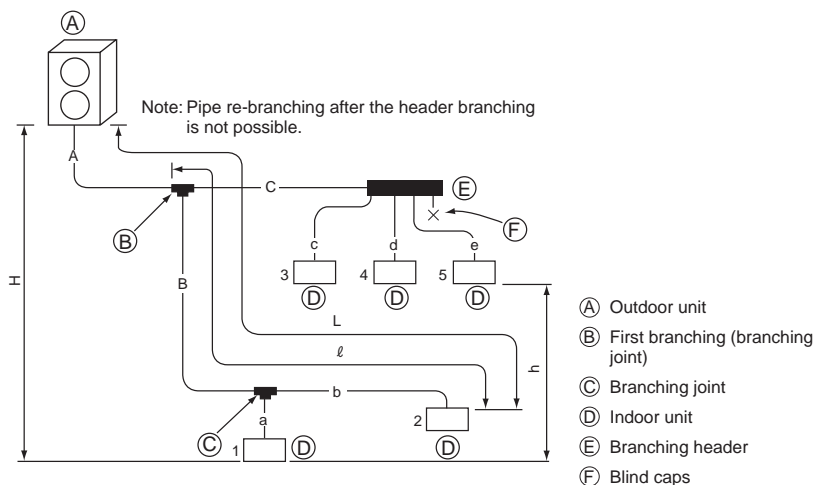 Ⓐ
Note: Pipe re-branching after the header branching
is not possible.
A
C
Ⓔ
Ⓑ
Ⓕ
c
d
e
3
4
5
Ⓓ
Ⓓ
Ⓓ
H
B
L
ℓ
h
b
a
2
Ⓒ
1
Ⓓ
Ⓓ
Ⓐ Outdoor unit
Ⓑ First branching (branching
joint)
Ⓒ Branching joint
Ⓓ Indoor unit
Ⓔ Branching header
Ⓕ Blind caps